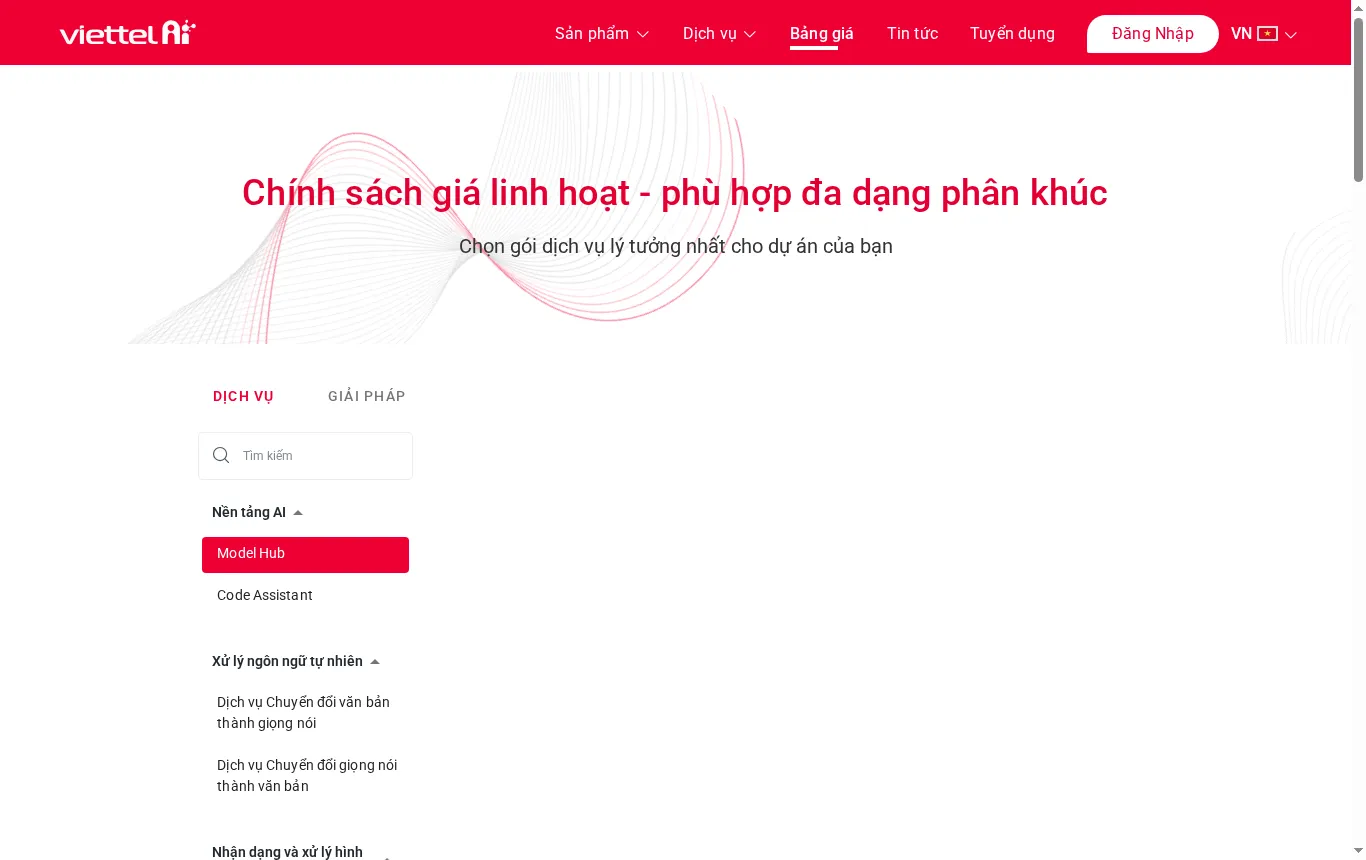 viettel Ai
Sản phẩm
Dịch vụ
Bảng giá
Tin tức
Tuyển dụng
Đăng Nhập
VN
Chính sách giá linh hoạt - phù hợp đa dạng phân khúc
Chọn gói dịch vụ lý tưởng nhất cho dự án của bạn
DỊCH VỤ
GIẢI PHÁP
Tìm kiếm
Nền tảng AI
Model Hub
Code Assistant
Xử lý ngôn ngữ tự nhiên
Dịch vụ Chuyển đổi văn bản
thành giọng nói
Dịch vụ Chuyển đổi giọng nói
thành văn bản
Nhận dạng và xử lý hình